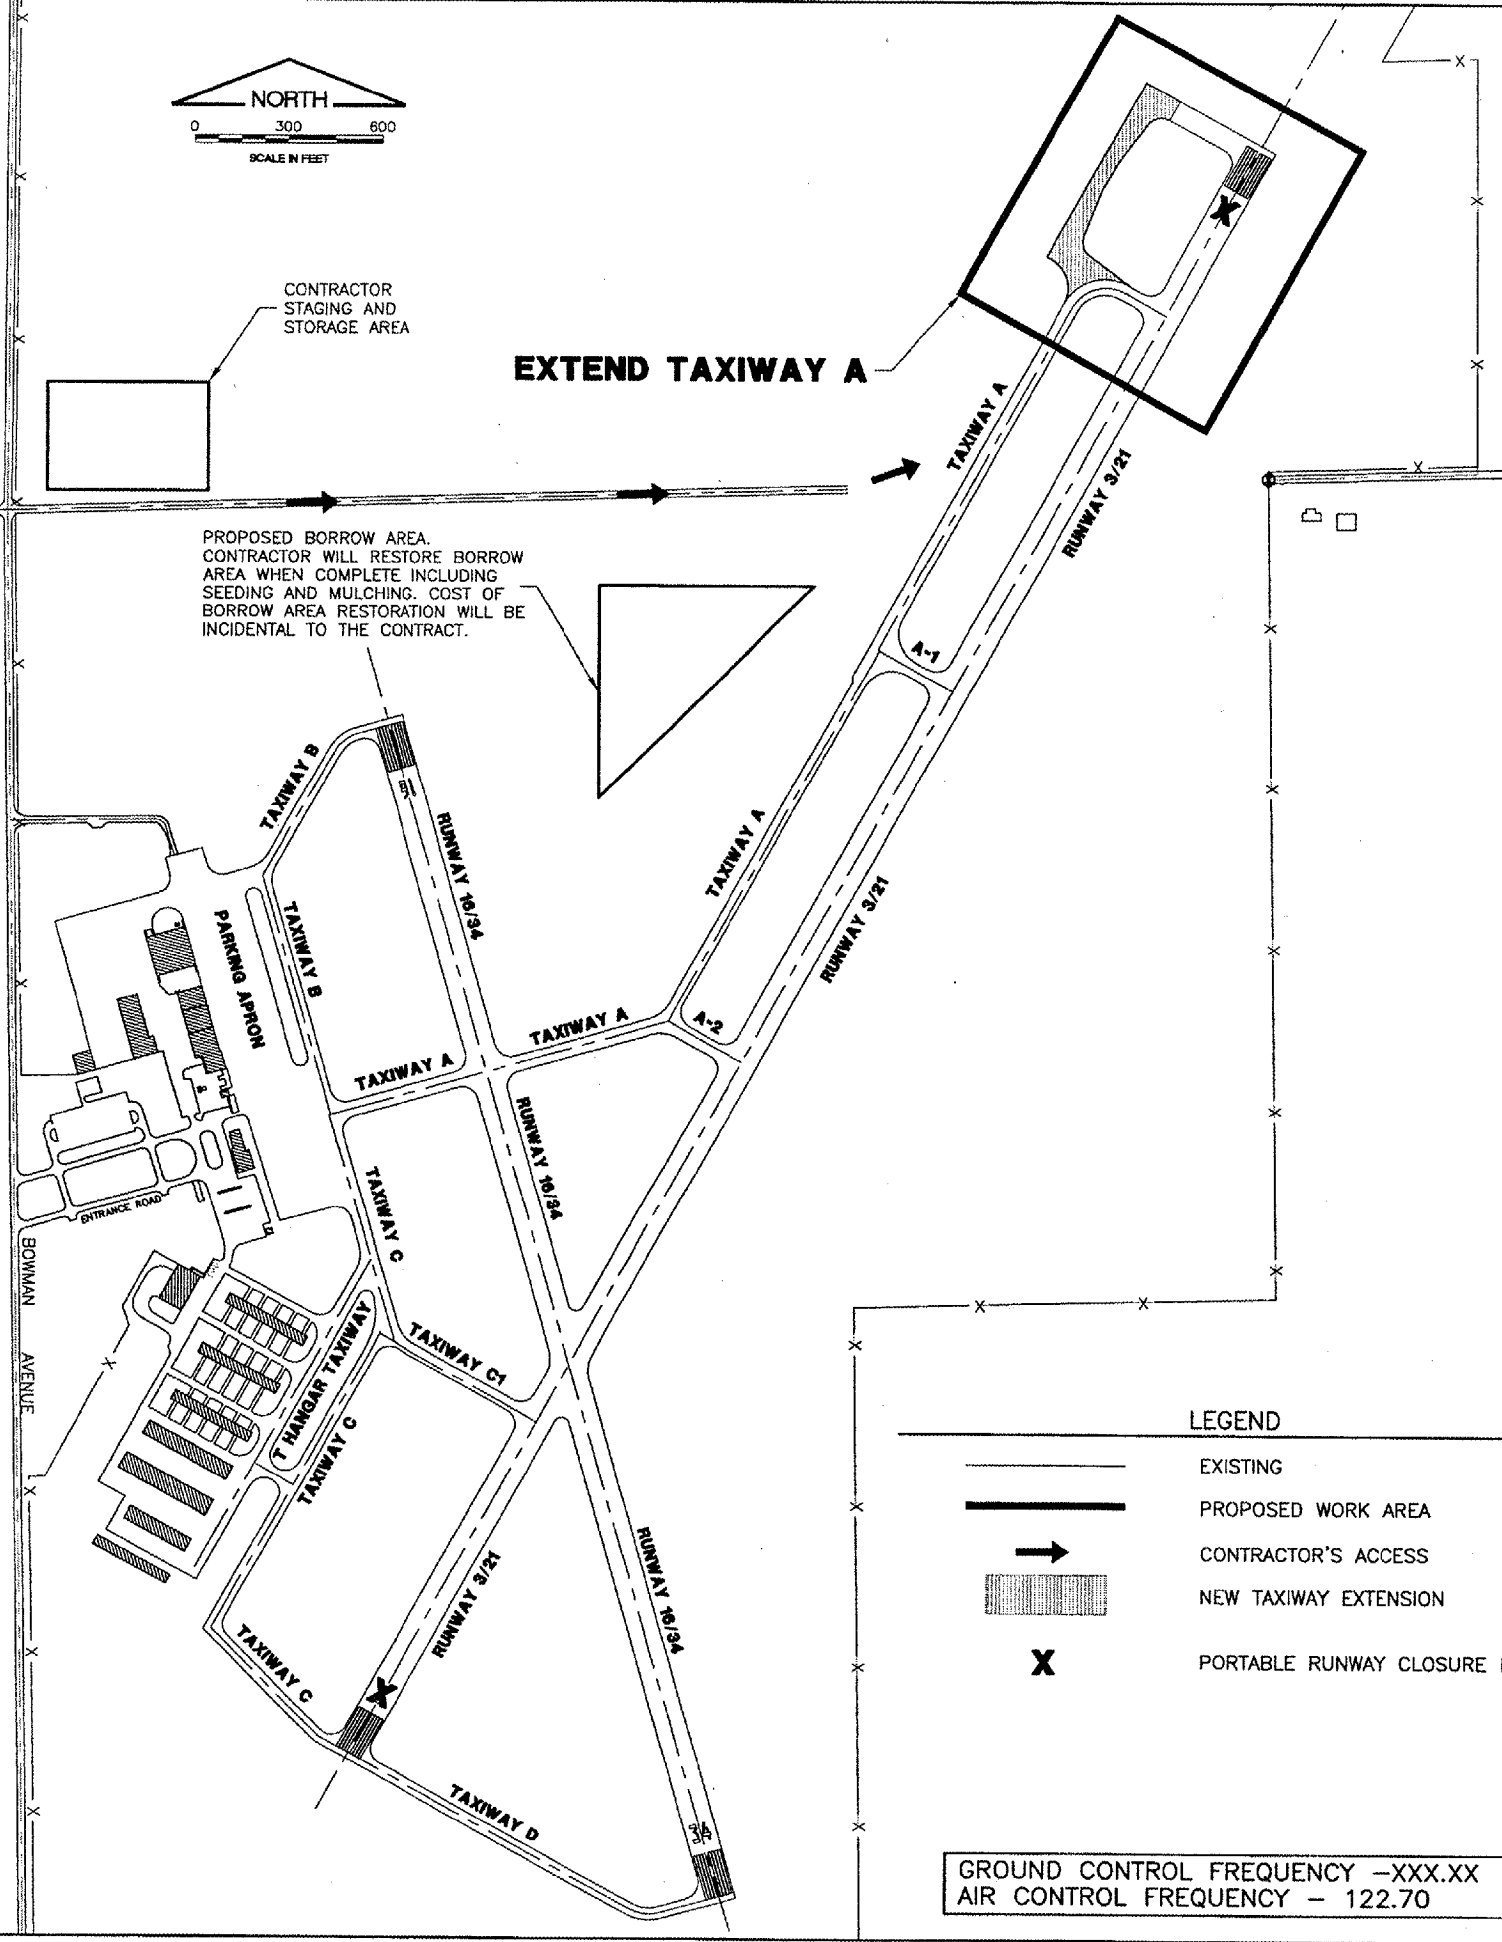 NORTH
0 300 600
SCALE IN FEET
CONTRACTOR
STAGING AND
STORAGE AREA
EXTEND TAXIWAY A
TAXIWAY A
RUNWAY 3/21
PROPOSED BORROW AREA.
CONTRACTOR WILL RESTORE BORROW
AREA WHEN COMPLETE INCLUDING
SEEDING AND MULCHING. COST OF
BORROW AREA RESTORATION WILL BE
INCIDENTAL TO THE CONTRACT.
A-1
TAXIWAY B
RUNWAY 16/34
TAXIWAY A
RUNWAY 3/21
TAXIWAY B
PARKING APRON
A-2
TAXIWAY A
TAXIWAY A
RUNWAY 16/34
TAXIWAY C
ENTRANCE ROAD
BOWMAN AVENUE
T HANGAR TAXIWAY
TAXIWAY C1
TAXIWAY C
RUNWAY 3/21
RUNWAY 16/34
TAXIWAY C
TAXIWAY D
34
LEGEND
EXISTING
PROPOSED WORK AREA
CONTRACTOR'S ACCESS
NEW TAXIWAY EXTENSION
X PORTABLE RUNWAY CLOSURE
GROUND CONTROL FREQUENCY -XXX.XX
AIR CONTROL FREQUENCY - 122.70